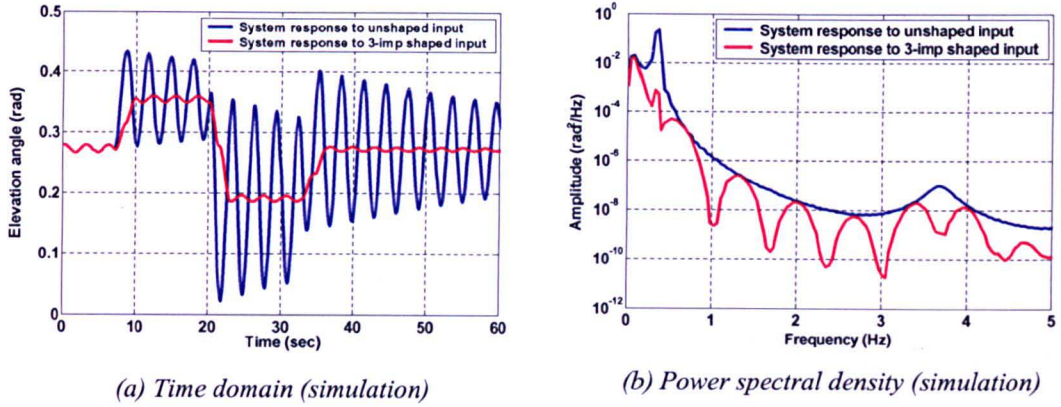 System response to unshaped input
System response to 3-imp shaped input
Elevation angle (rad)
0.5
0.4
0.3
0.2
0.1
0
0
10
20
30
40
50
60
Time (sec)
(a) Time domain (simulation)
System response to unshaped input
System response to 3-imp shaped input
Amplitude (rad²/Hz)
10⁰
10⁻²
10⁻⁴
10⁻⁶
10⁻⁸
10⁻¹⁰
10⁻¹²
0
1
2
3
4
5
Frequency (Hz)
(b) Power spectral density (simulation)